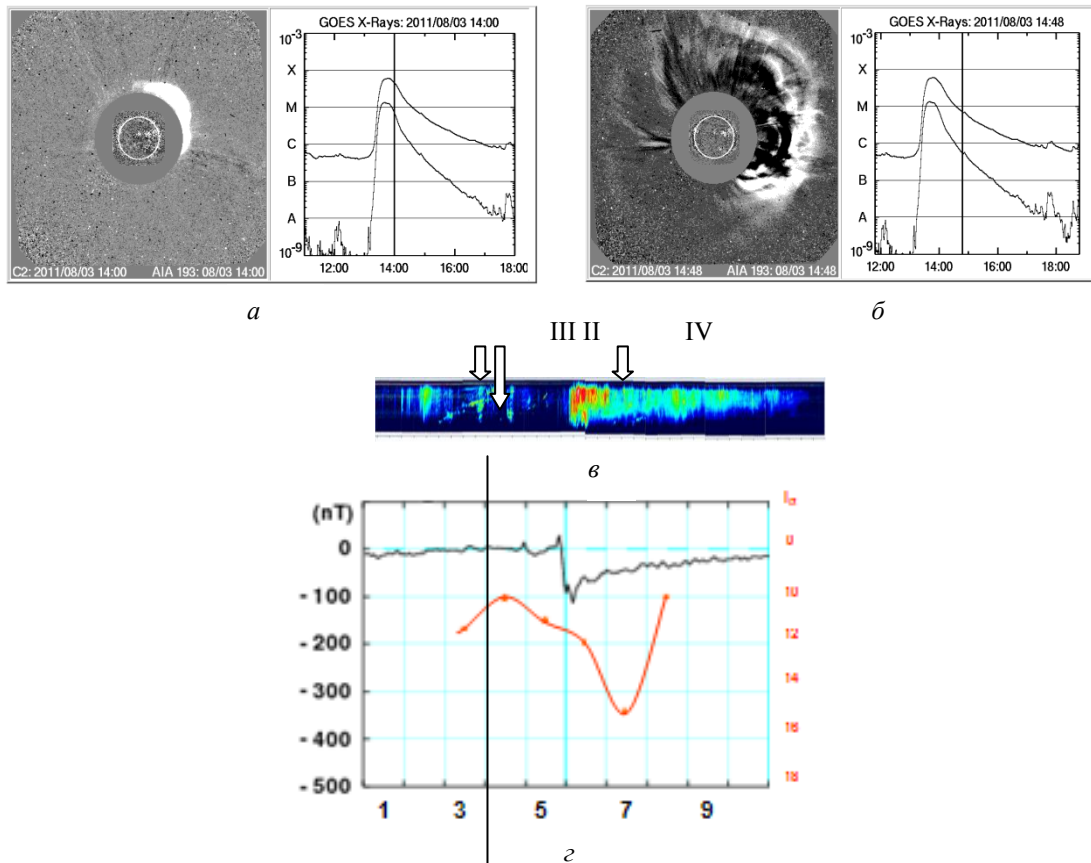 GOES X-Rays: 2011/08/03 14:00
10-3
X
M
C
B
A
10-9
12:00 14:00 16:00 18:00
C2: 2011/08/03 14:00 AIA 193: 08/03 14:00
а
GOES X-Rays: 2011/08/03 14:48
10-3
X
M
C
B
A
10-9
12:00 14:00 16:00 18:00
C2: 2011/08/03 14:48 AIA 193: 08/03 14:48
б
III II IV
в
(nT)
0
- 100
- 200
- 300
- 400
- 500
0
10
12
14
16
18
1 3 5 7 9
г